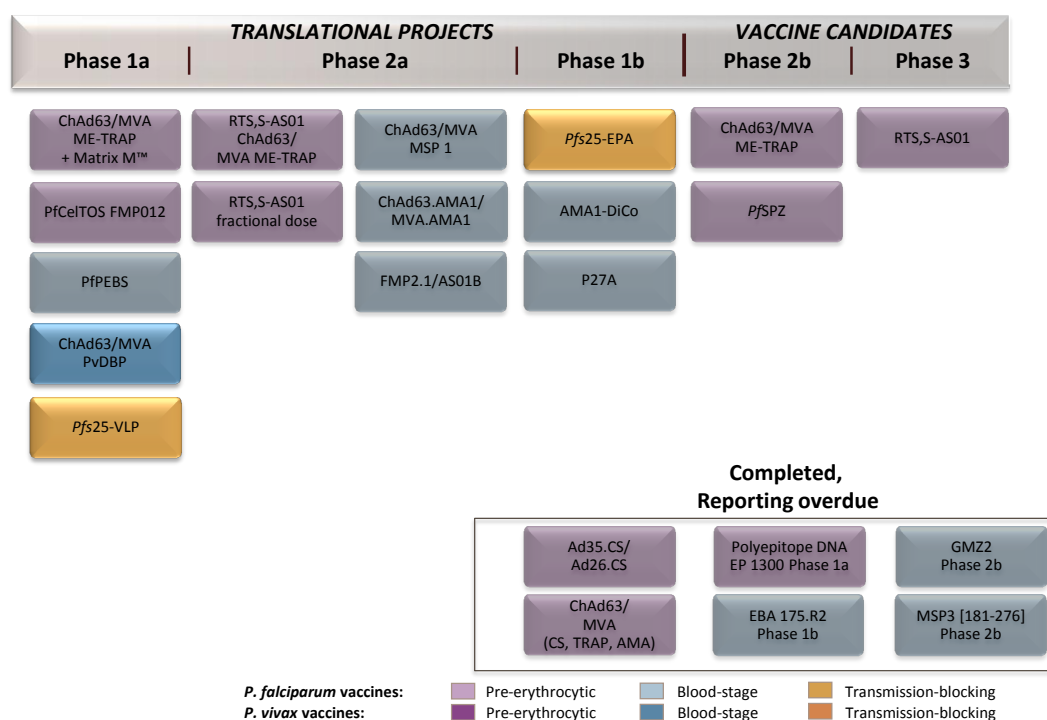 TRANSLATIONAL PROJECTS
VACCINE CANDIDATES
Phase 1a
Phase 2a
Phase 1b
Phase 2b
Phase 3
ChAd63/MVA
ME-TRAP
+ Matrix M™
RTS,S-AS01
ChAd63/
MVA ME-TRAP
ChAd63/MVA
MSP 1
Pfs25-EPA
ChAd63/MVA
ME-TRAP
RTS,S-AS01
PfCelTOS FMP012
RTS,S-AS01
fractional dose
ChAd63.AMA1/
MVA.AMA1
AMA1-DiCo
PfSPZ
PfPEBS
FMP2.1/AS01B
P27A
ChAd63/MVA
PvDBP
Pfs25-VLP
Completed,
Reporting overdue
Ad35.CS/
Ad26.CS
Polyepitope DNA
EP 1300 Phase 1a
GMZ2
Phase 2b
ChAd63/
MVA
(CS, TRAP, AMA)
EBA 175.R2
Phase 1b
MSP3 [181-276]
Phase 2b
P. falciparum vaccines: Pre-erythrocytic Blood-stage Transmission-blocking
P. vivax vaccines: Pre-erythrocytic Blood-stage Transmission-blocking